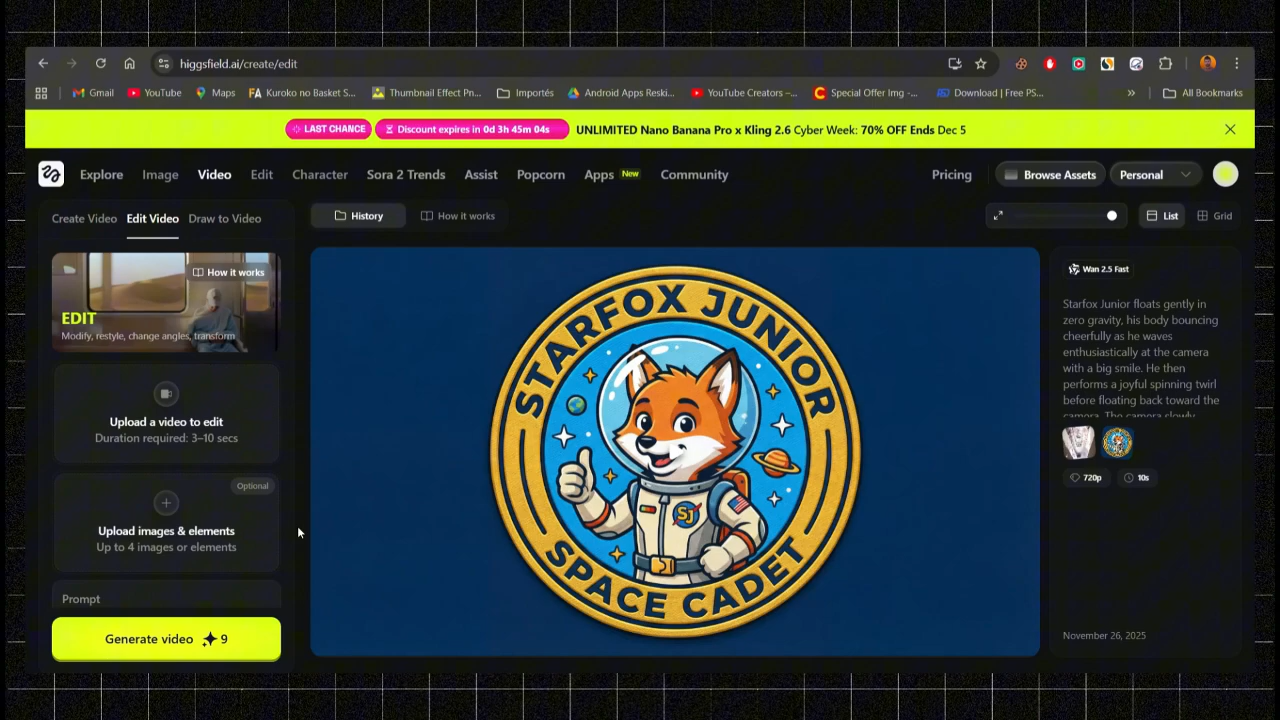 higgsfield.ai/create/edit
Gmail
YouTube
Maps
FA Kuroko no Basket S...
Thumbnail Effect Pn...
Importés
Android Apps Reski...
YouTube Creators –...
Special Offer Img -...
Download | Free PS...
»
All Bookmarks
LAST CHANCE
Discount expires in 0d 3h 45m 04s
UNLIMITED Nano Banana Pro x Kling 2.6 Cyber Week: 70% OFF Ends Dec 5
Explore
Image
Video
Edit
Character
Sora 2 Trends
Assist
Popcorn
Apps New
Community
Pricing
Browse Assets
Personal
Create Video
Edit Video
Draw to Video
History
How it works
List
Grid
How it works
EDIT
Modify, restyle, change angles, transform
Upload a video to edit
Duration required: 3–10 secs
Optional
Upload images & elements
Up to 4 images or elements
Prompt
Generate video 9
STARFOX JUNIOR
SJ
SPACE CADET
Wan 2.5 Fast
Starfox Junior floats gently in
zero gravity, his body bouncing
cheerfully as he waves
enthusiastically at the camera
with a big smile. He then
performs a joyful spinning twirl
before floating back toward the
camera. The camera slowly
720p
10s
November 26, 2025